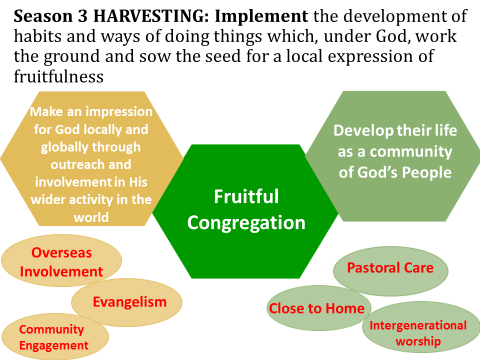 Season 3 HARVESTING: Implement the development of
habits and ways of doing things which, under God, work
the ground and sow the seed for a local expression of
fruitfulness
Make an impression
for God locally and
globally through
outreach and
involvement in His
wider activity in the
world
Fruitful
Congregation
Develop their life
as a community
of God's People
Overseas
Involvement
Evangelism
Community
Engagement
Pastoral Care
Close to Home
Intergenerational
worship